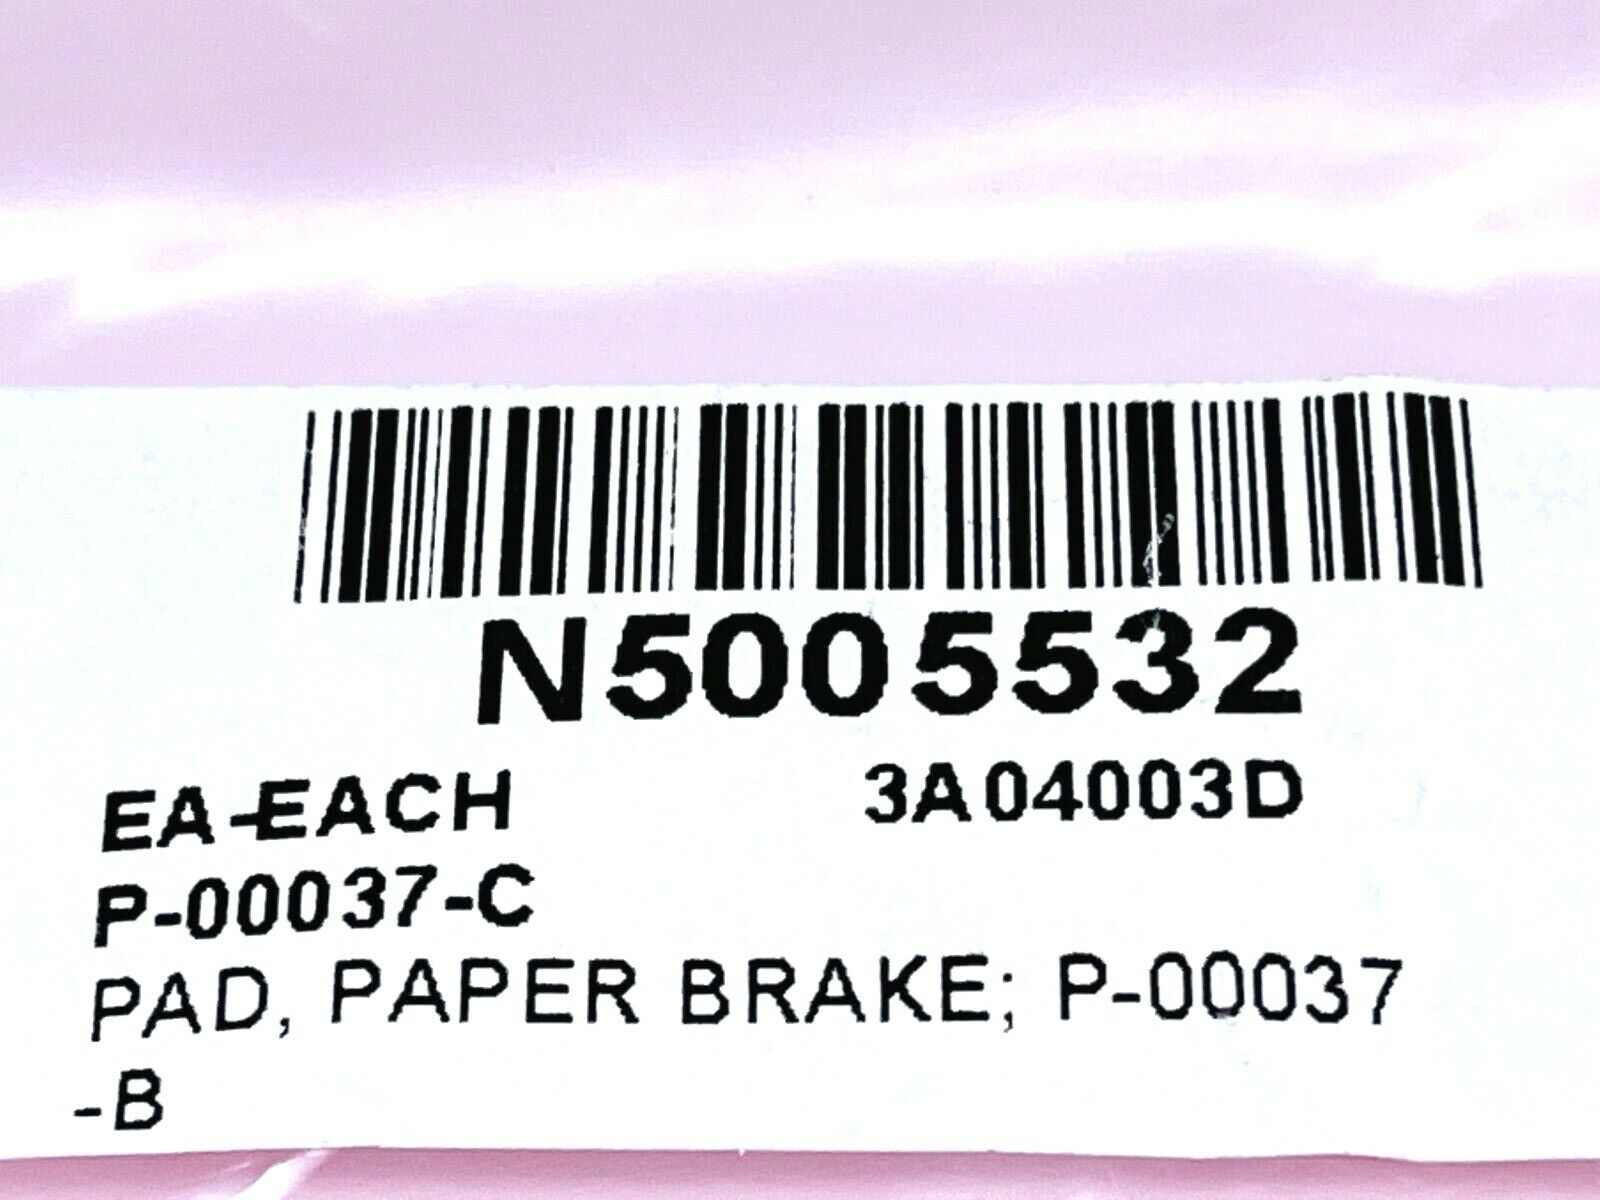 N5005532
EA-EACH 3A04003D
P-00037-C
PAD, PAPER BRAKE; P-00037
-B